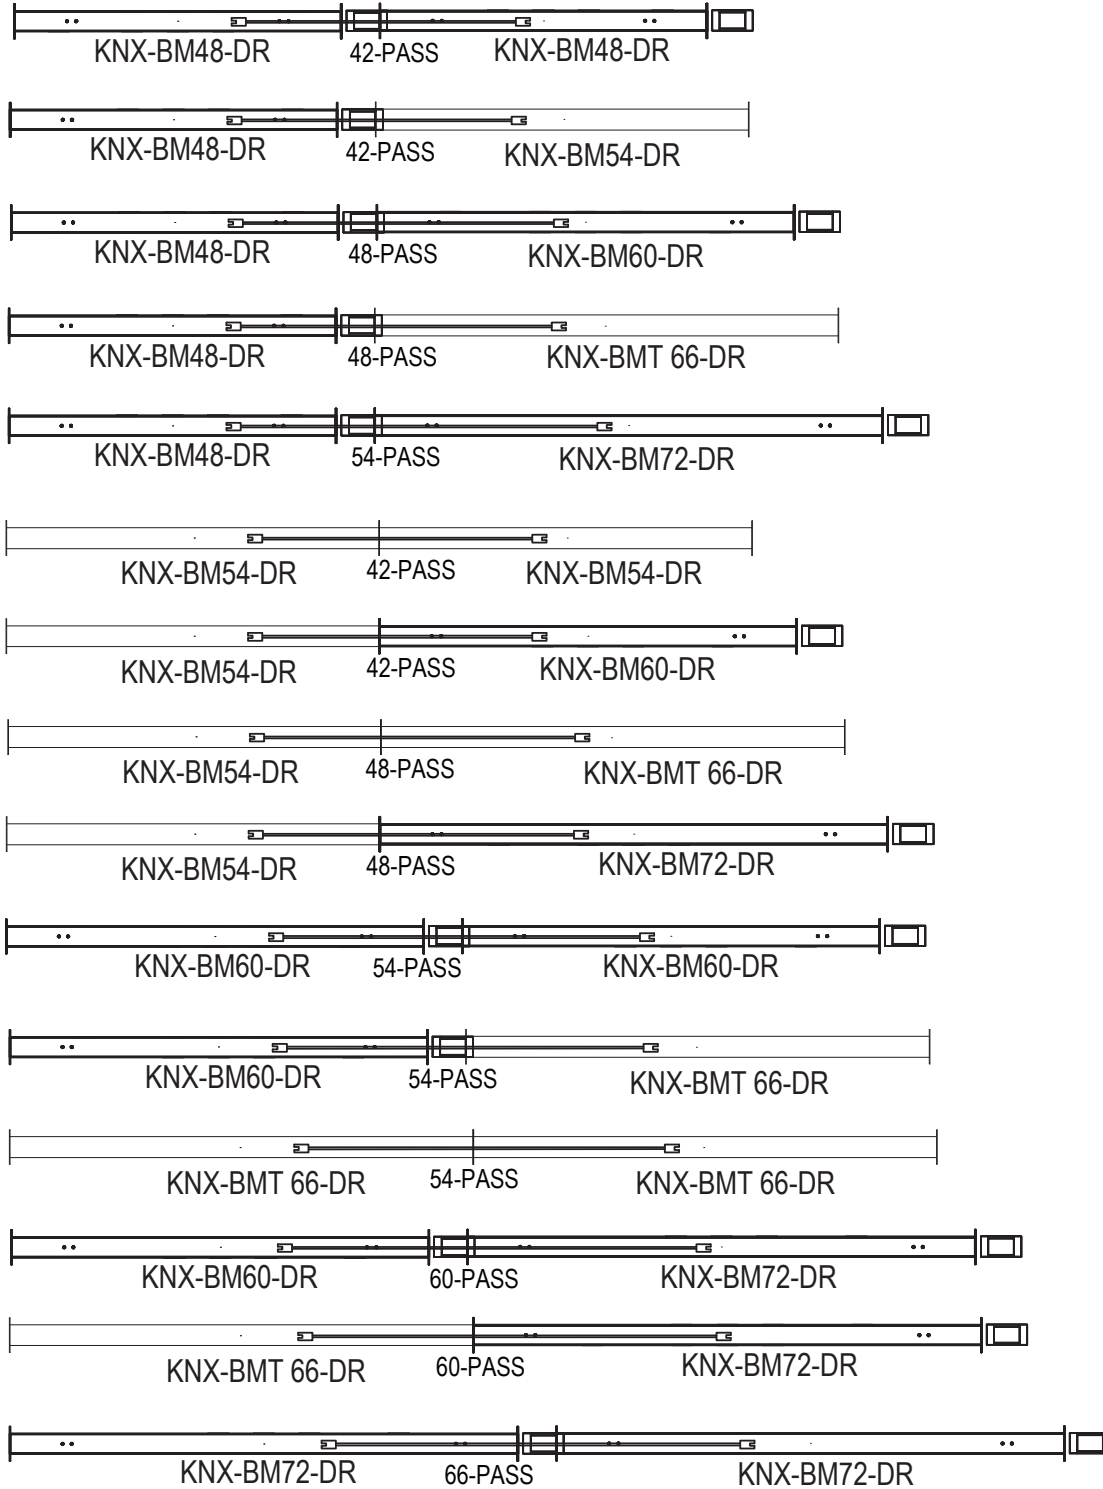 KNX-BM48-DR 42-PASS KNX-BM48-DR
KNX-BM48-DR 42-PASS KNX-BM54-DR
KNX-BM48-DR 48-PASS KNX-BM60-DR
KNX-BM48-DR 48-PASS KNX-BMT 66-DR
KNX-BM48-DR 54-PASS KNX-BM72-DR
KNX-BM54-DR 42-PASS KNX-BM54-DR
KNX-BM54-DR 42-PASS KNX-BM60-DR
KNX-BM54-DR 48-PASS KNX-BMT 66-DR
KNX-BM54-DR 48-PASS KNX-BM72-DR
KNX-BM60-DR 54-PASS KNX-BM60-DR
KNX-BM60-DR 54-PASS KNX-BMT 66-DR
KNX-BMT 66-DR 54-PASS KNX-BMT 66-DR
KNX-BM60-DR 60-PASS KNX-BM72-DR
KNX-BMT 66-DR 60-PASS KNX-BM72-DR
KNX-BM72-DR 66-PASS KNX-BM72-DR